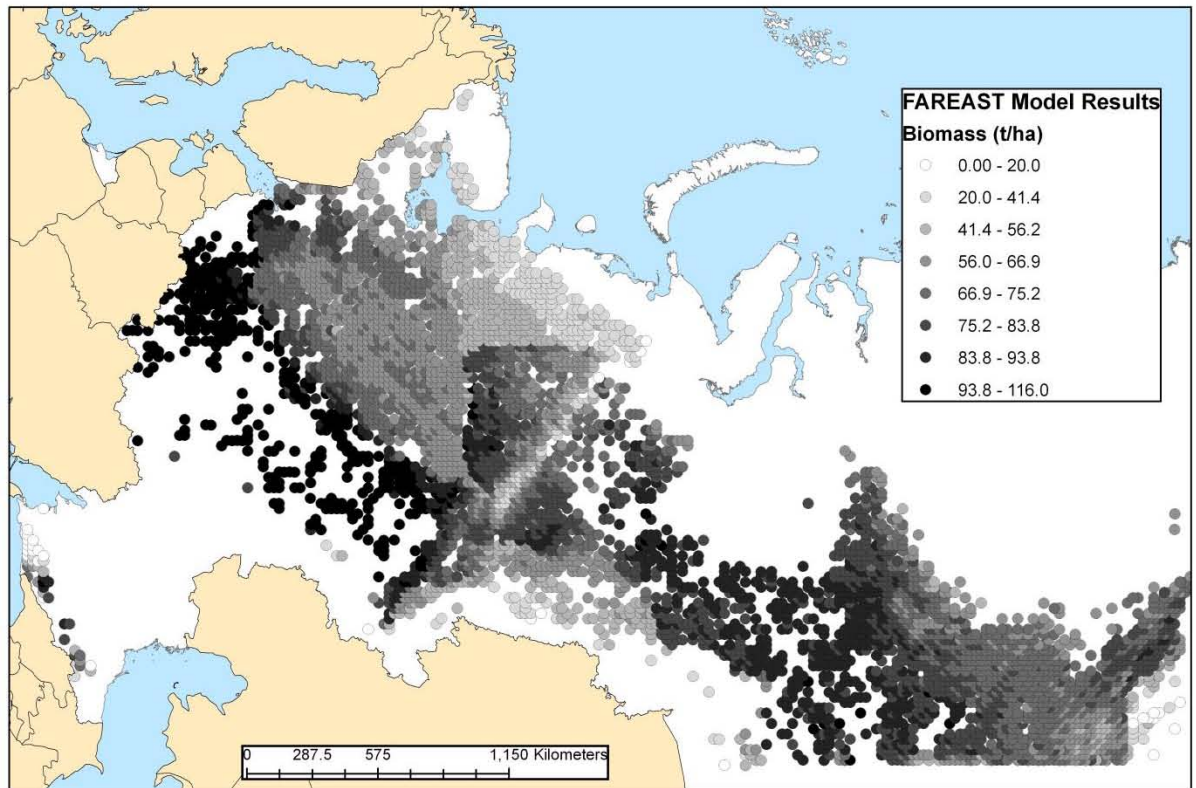 FAREAST Model Results
Biomass (t/ha)
0.00 - 20.0
20.0 - 41.4
41.4 - 56.2
56.0 - 66.9
66.9 - 75.2
75.2 - 83.8
83.8 - 93.8
93.8 - 116.0
0 287.5 575 1,150 Kilometers